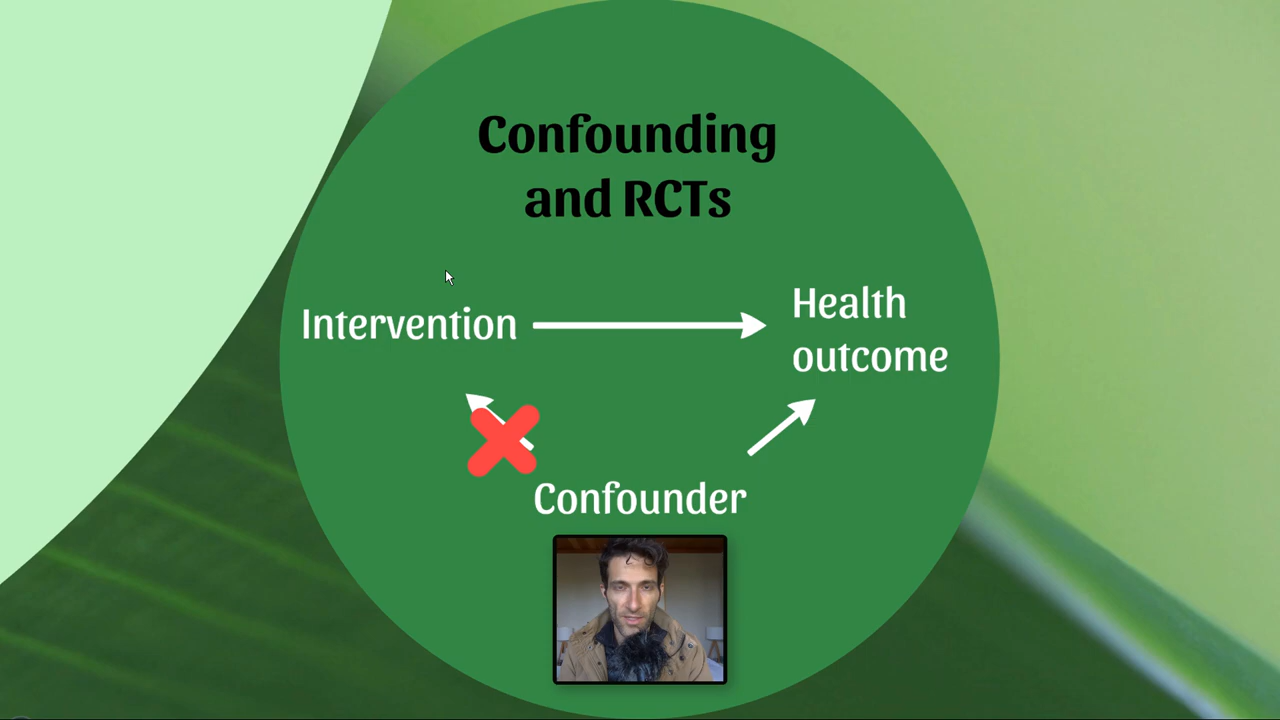 Confounding
and RCTs
Intervention
Health
outcome
Confounder